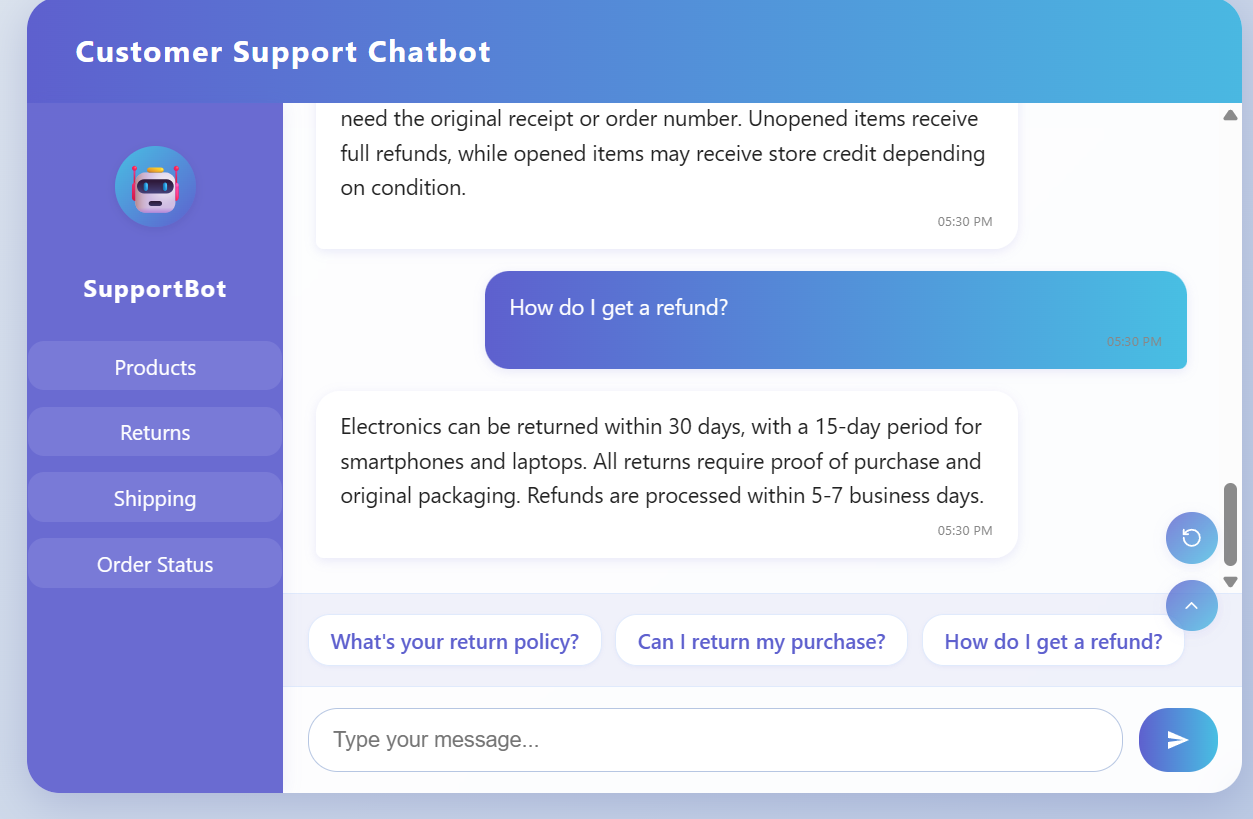 Customer Support Chatbot
SupportBot
Products
Returns
Shipping
Order Status
need the original receipt or order number. Unopened items receive
full refunds, while opened items may receive store credit depending
on condition.
05:30 PM
How do I get a refund?
05:30 PM
Electronics can be returned within 30 days, with a 15-day period for
smartphones and laptops. All returns require proof of purchase and
original packaging. Refunds are processed within 5-7 business days.
05:30 PM
What's your return policy?
Can I return my purchase?
How do I get a refund?
Type your message...